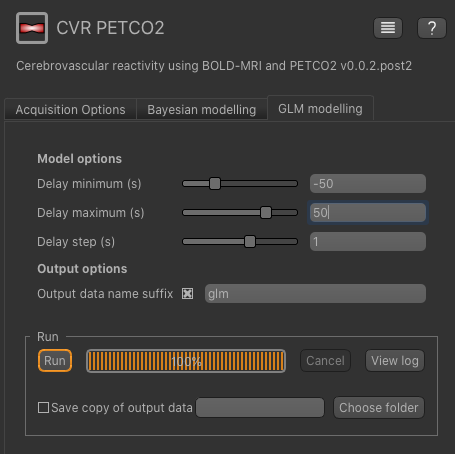 CVR PETCO2
?
Cerebrovascular reactivity using BOLD-MRI and PETCO2 v0.0.2.post2
Acquisition Options Bayesian modelling GLM modelling
Model options
Delay minimum (s) -50
Delay maximum (s) 50
Delay step (s) 1
Output options
Output data name suffix glm
Run
Run 100% Cancel View log
Save copy of output data Choose folder